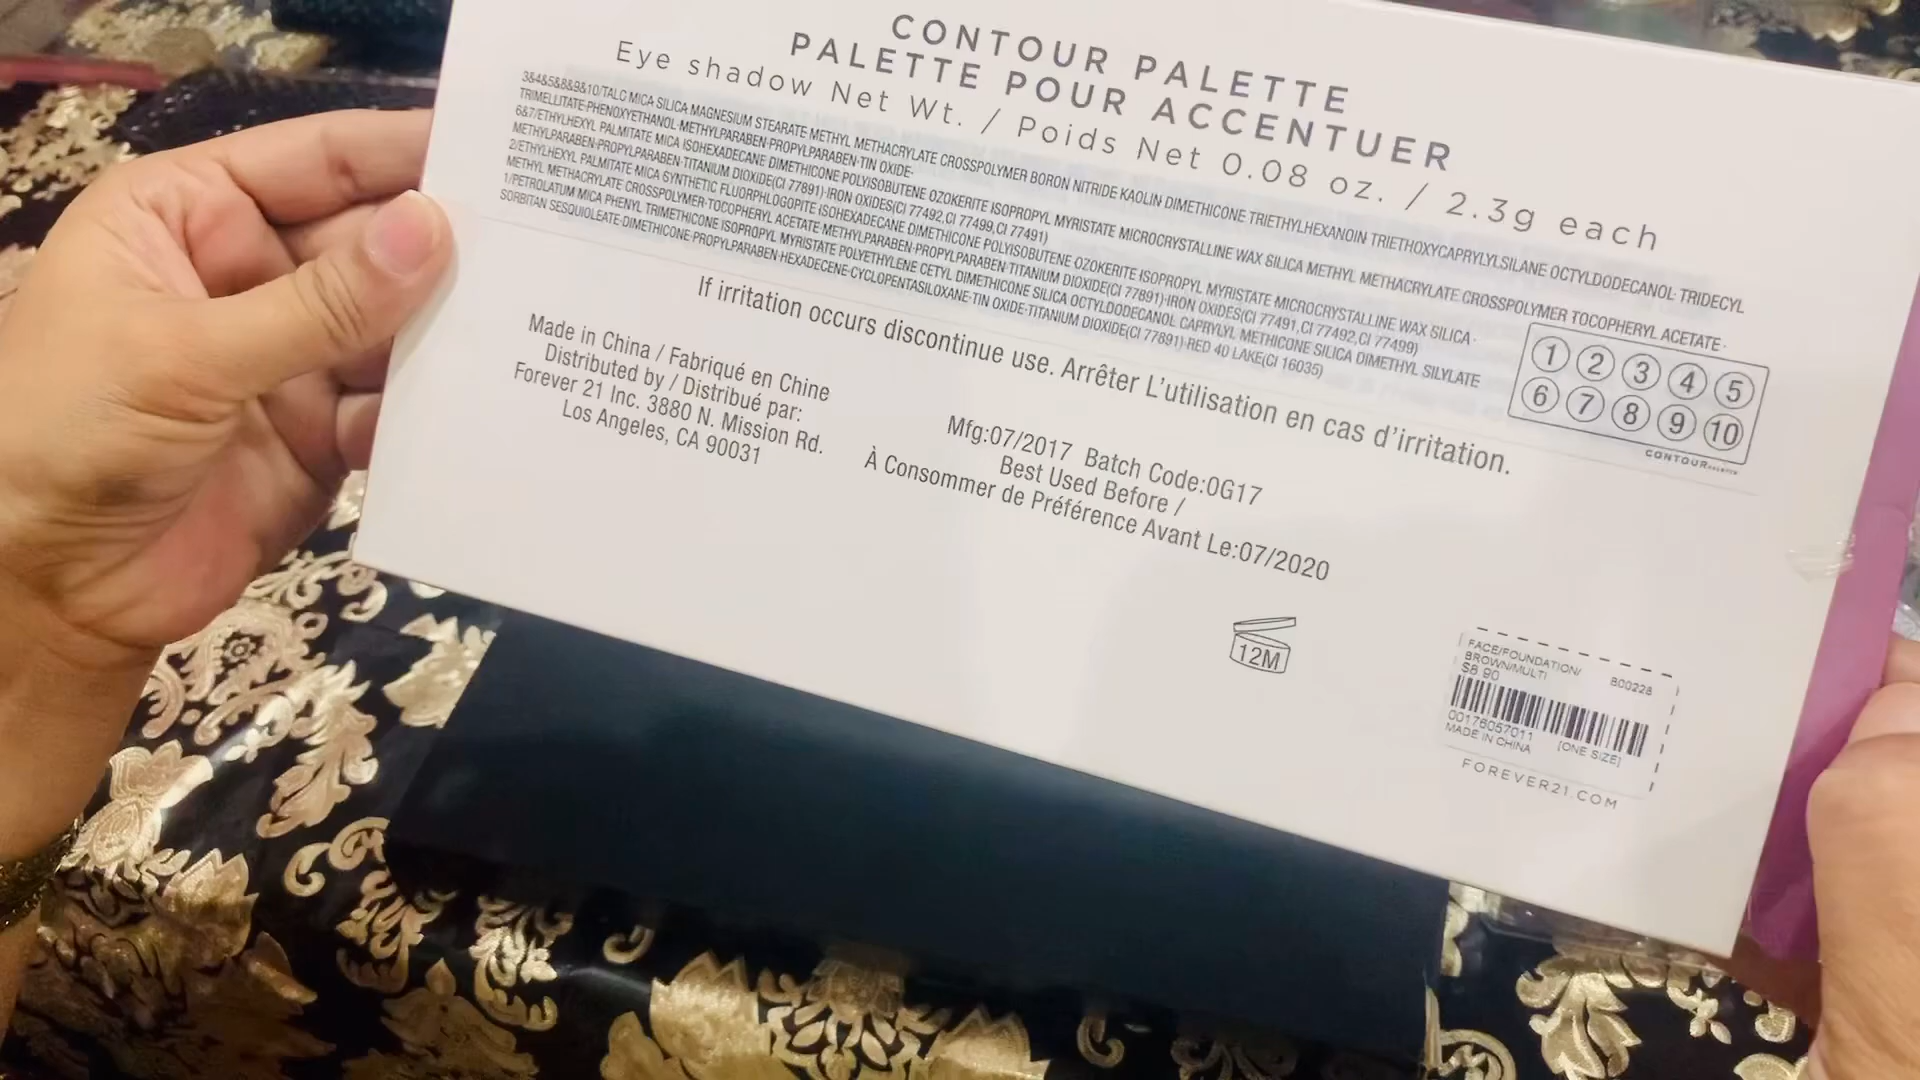 CONTOUR PALETTE
PALETTE POUR ACCENTUER
Eye shadow Net Wt. / Poids Net 0.08 oz. / 2.3g each
3&4&5&8&9&10/TALC·MICA·SILICA·MAGNESIUM STEARATE·METHYL METHACRYLATE CROSSPOLYMER·BORON NITRIDE·KAOLIN·DIMETHICONE·TRIETHYLHEXANOIN·TRIETHOXYCAPRYLYLSILANE·OCTYLDODECANOL·TRIDECYL
TRIMELLITATE·PHENOXYETHANOL·METHYLPARABEN·PROPYLPARABEN·TIN OXIDE·
6&7/ETHYLHEXYL PALMITATE·MICA·ISOHEXADECANE·DIMETHICONE·POLYISOBUTENE·OZOKERITE·ISOPROPYL MYRISTATE·MICROCRYSTALLINE WAX·SILICA·METHYL METHACRYLATE CROSSPOLYMER·TOCOPHERYL ACETATE·
METHYLPARABEN·PROPYLPARABEN·TITANIUM DIOXIDE(CI 77891)·IRON OXIDES(CI 77492,CI 77499,CI 77491)
2/ETHYLHEXYL PALMITATE·MICA·SYNTHETIC FLUORPHLOGOPITE·ISOHEXADECANE·DIMETHICONE·POLYISOBUTENE·OZOKERITE·ISOPROPYL MYRISTATE·MICROCRYSTALLINE WAX·SILICA·
METHYL METHACRYLATE CROSSPOLYMER·TOCOPHERYL ACETATE·METHYLPARABEN·PROPYLPARABEN·TITANIUM DIOXIDE(CI 77891)·IRON OXIDES(CI 77491,CI 77492,CI 77499)
1/PETROLATUM·MICA·PHENYL TRIMETHICONE·ISOPROPYL MYRISTATE·POLYETHYLENE·CETYL DIMETHICONE·SILICA·OCTYLDODECANOL·CAPRYLYL METHICONE·SILICA DIMETHYL SILYLATE
SORBITAN SESQUIOLEATE·DIMETHICONE·PROPYLPARABEN·HEXADECENE·CYCLOPENTASILOXANE·TIN OXIDE·TITANIUM DIOXIDE(CI 77891)·RED 40 LAKE(CI 16035)
If irritation occurs discontinue use. Arrêter L'utilisation en cas d'irritation.
1 2 3 4 5
6 7 8 9 10
CONTOUR
Made in China / Fabriqué en Chine
Distributed by / Distribué par:
Forever 21 Inc. 3880 N. Mission Rd.
Los Angeles, CA 90031
Mfg:07/2017 Batch Code:0G17
Best Used Before /
À Consommer de Préférence Avant Le:07/2020
12M
FACE/FOUNDATION/
BROWN/MULTI 800228
S8.90
00176057011 [ONE SIZE]
MADE IN CHINA
FOREVER21.COM